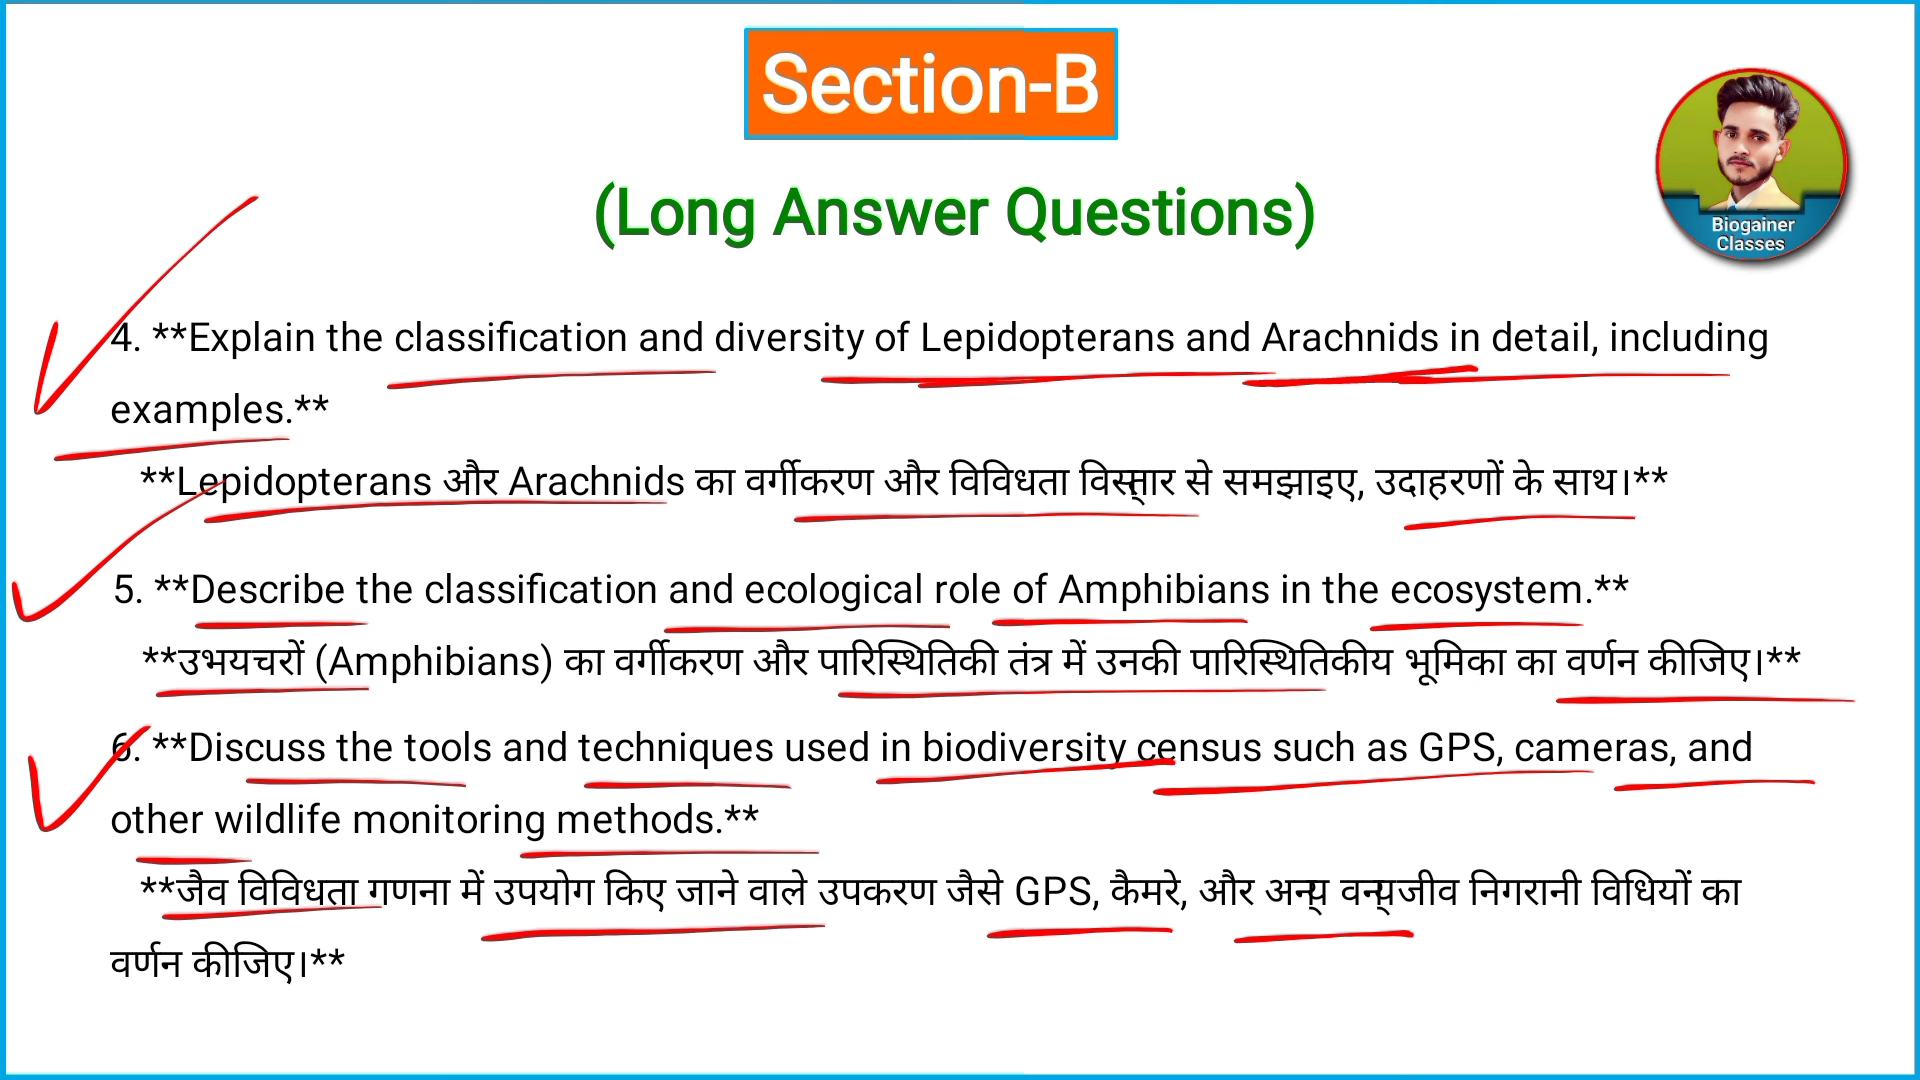 Section-B
(Long Answer Questions)
Biogainer
Classes
4. **Explain the classification and diversity of Lepidopterans and Arachnids in detail, including
examples.**
**Lepidopterans और Arachnids का वर्गीकरण और विविधता विस्तार से समझाइए, उदाहरणों के साथ।**
5. **Describe the classification and ecological role of Amphibians in the ecosystem.**
**उभयचरों (Amphibians) का वर्गीकरण और पारिस्थितिकी तंत्र में उनकी पारिस्थितिकीय भूमिका का वर्णन कीजिए।**
6. **Discuss the tools and techniques used in biodiversity census such as GPS, cameras, and
other wildlife monitoring methods.**
**जैव विविधता गणना में उपयोग किए जाने वाले उपकरण जैसे GPS, कैमरे, और अन्य वन्यजीव निगरानी विधियों का
वर्णन कीजिए।**